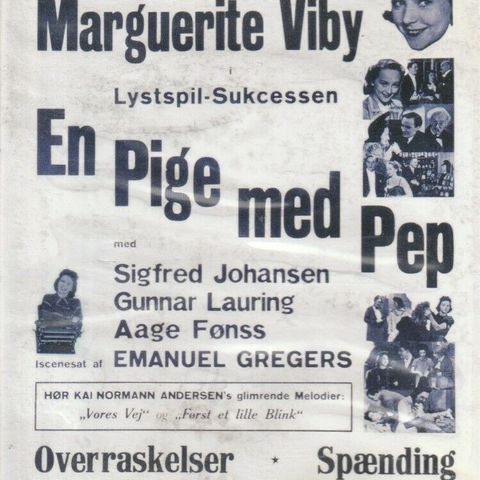 Marguerite Viby
i
Lystspil-Sukcessen
En Pige med Pep
med
Sigfred Johansen
Gunnar Lauring
Aage Fønss
Iscenesat af EMANUEL GREGERS
HØR KAI NORMANN ANDERSEN's glimrende Melodier:
„Vores Vej“ og „Først et lille Blink“
Overraskelser * Spænding